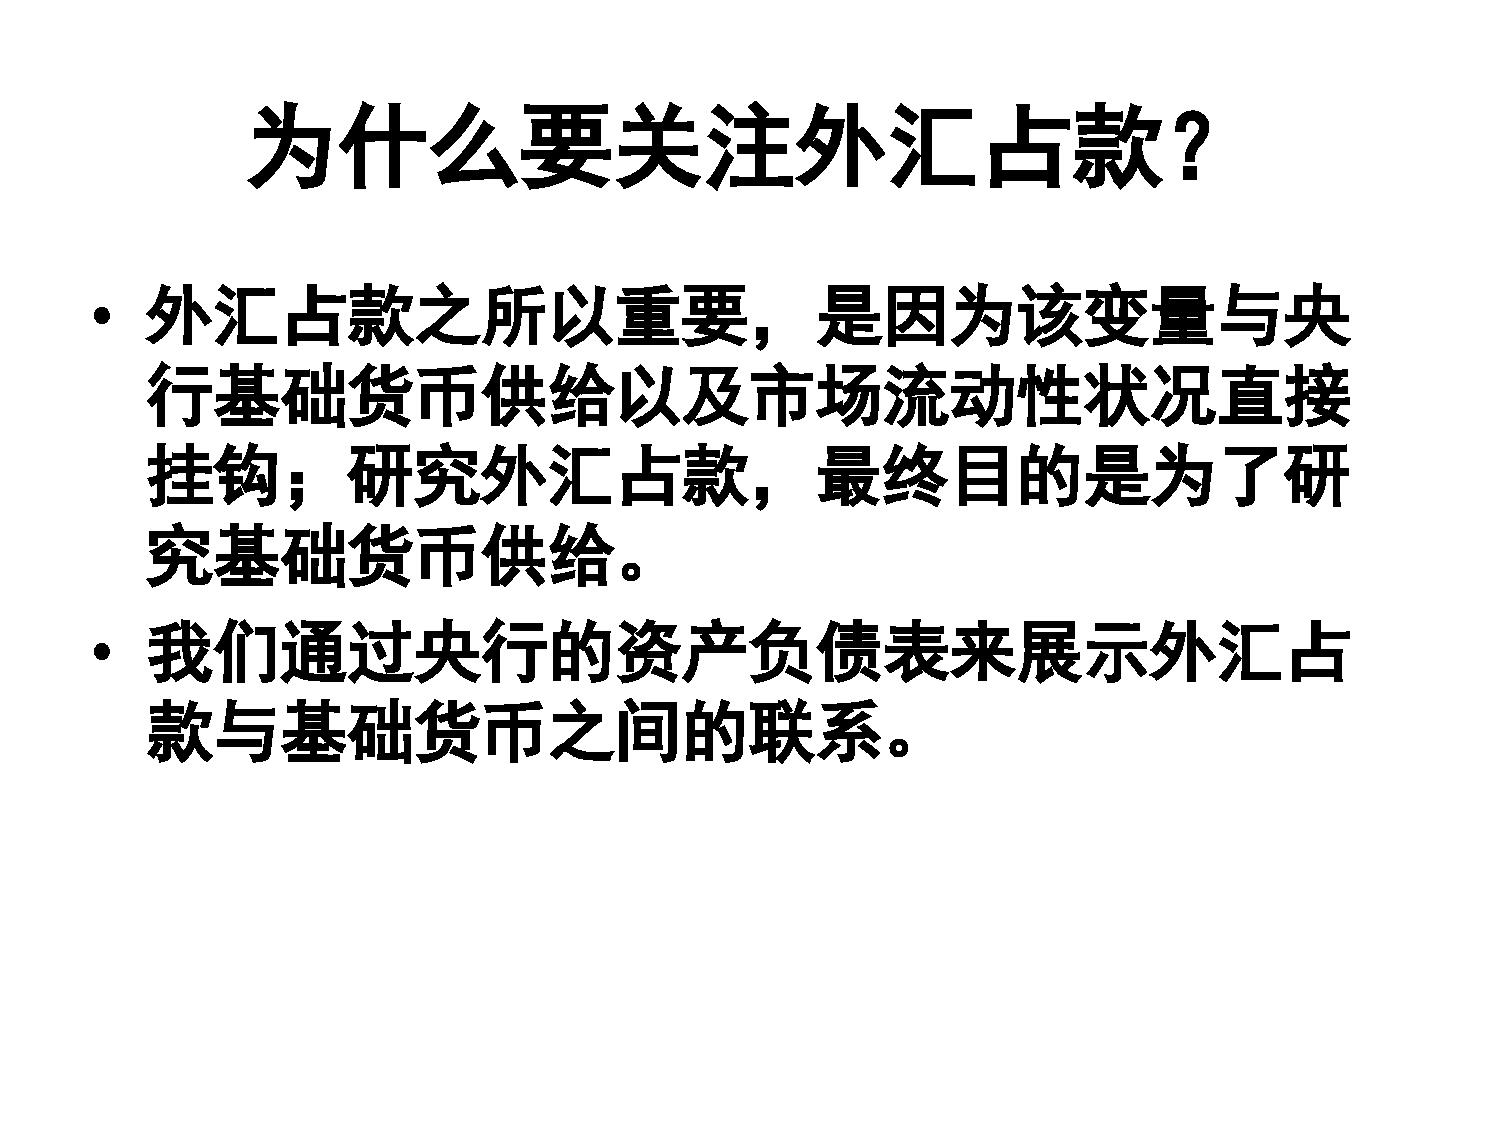 为什么要关注外汇占款?
• 外汇占款之所以重要，是因为该变量与央
行基础货币供给以及市场流动性状况直接
挂钩；研究外汇占款，最终目的是为了研
究基础货币供给。
• 我们通过央行的资产负债表来展示外汇占
款与基础货币之间的联系。